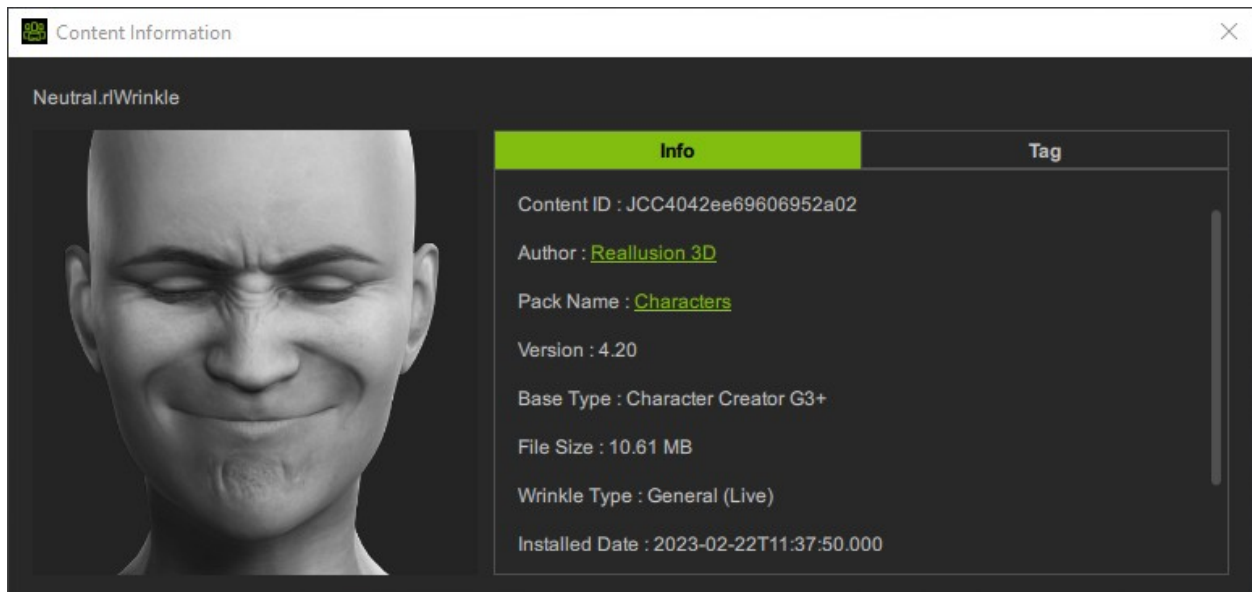 Content Information
Neutral.rlWrinkle
Info
Tag
Content ID : JCC4042ee69606952a02
Author : Reallusion 3D
Pack Name : Characters
Version : 4.20
Base Type : Character Creator G3+
File Size : 10.61 MB
Wrinkle Type : General (Live)
Installed Date : 2023-02-22T11:37:50.000